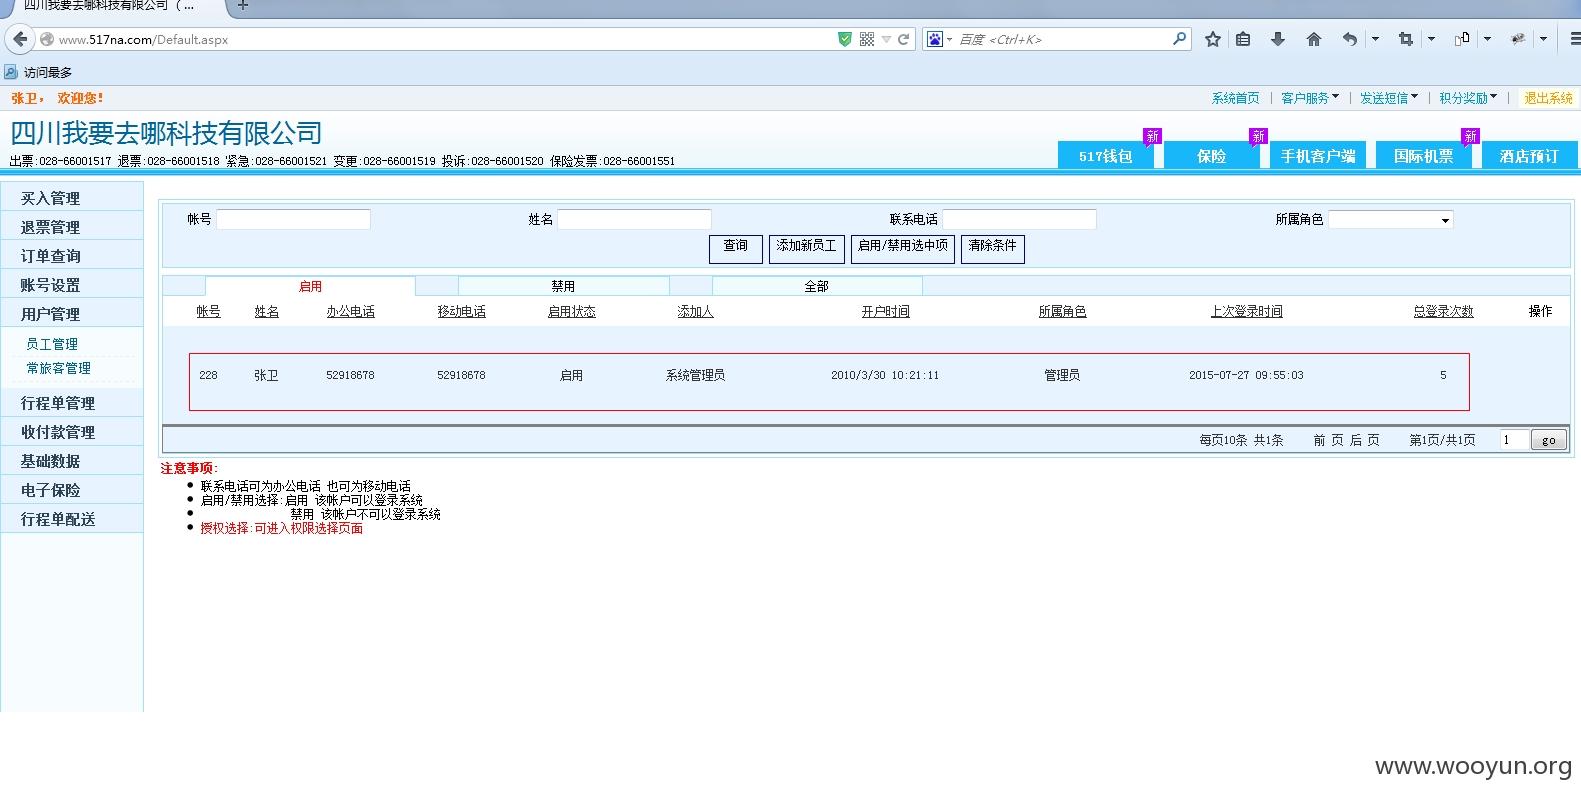 四川我要去哪科技有限公司 （ ...
www.517na.com/Default.aspx
百度 <Ctrl+K>
访问最多
张卫， 欢迎您！
系统首页 | 客户服务 | 发送短信 | 积分奖励 | 退出系统
四川我要去哪科技有限公司
出票:028-66001517 退票:028-66001518 紧急:028-66001521 变更:028-66001519 投诉:028-66001520 保险发票:028-66001551
新 新 新
517钱包 保险 手机客户端 国际机票 酒店预订
买入管理
退票管理
订单查询
账号设置
用户管理
员工管理
常旅客管理
行程单管理
收付款管理
基础数据
电子保险
行程单配送
帐号 姓名 联系电话 所属角色
查询 添加新员工 启用/禁用选中项 清除条件
启用 禁用 全部
帐号 姓名 办公电话 移动电话 启用状态 添加人 开户时间 所属角色 上次登录时间 总登录次数 操作
228 张卫 52918678 52918678 启用 系统管理员 2010/3/30 10:21:11 管理员 2015-07-27 09:55:03 5
每页10条 共1条 前 页 后 页 第1页/共1页 1 go
注意事项:
联系电话可为办公电话 也可为移动电话
启用/禁用选择:启用 该帐户可以登录系统
禁用 该帐户不可以登录系统
授权选择:可进入权限选择页面
www.wooyun.org